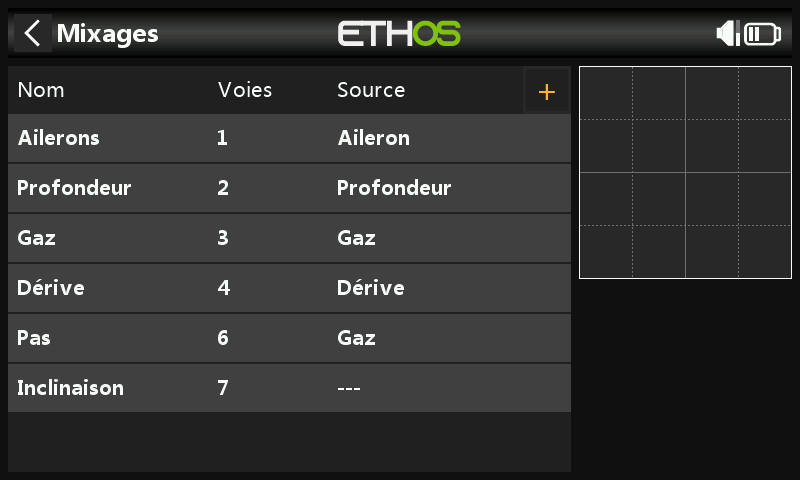 Mixages ETHOS
Nom Voies Source +
Ailerons 1 Aileron
Profondeur 2 Profondeur
Gaz 3 Gaz
Dérive 4 Dérive
Pas 6 Gaz
Inclinaison 7 ---